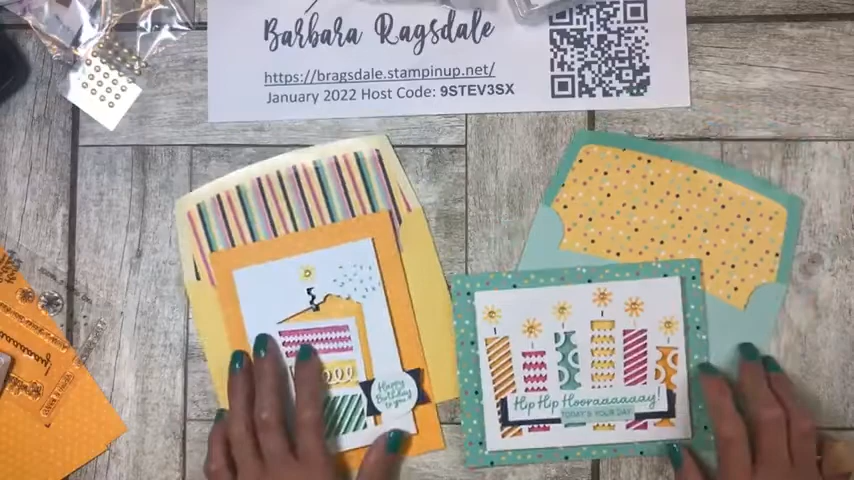 Barbara Ragsdale
https://bragsdale.stampinup.net/
January 2022 Host Code: 9STEV3SX
Happy
Birthday
to you!
Hip Hip Hooraaaaaay!
TODAY'S YOUR DAY